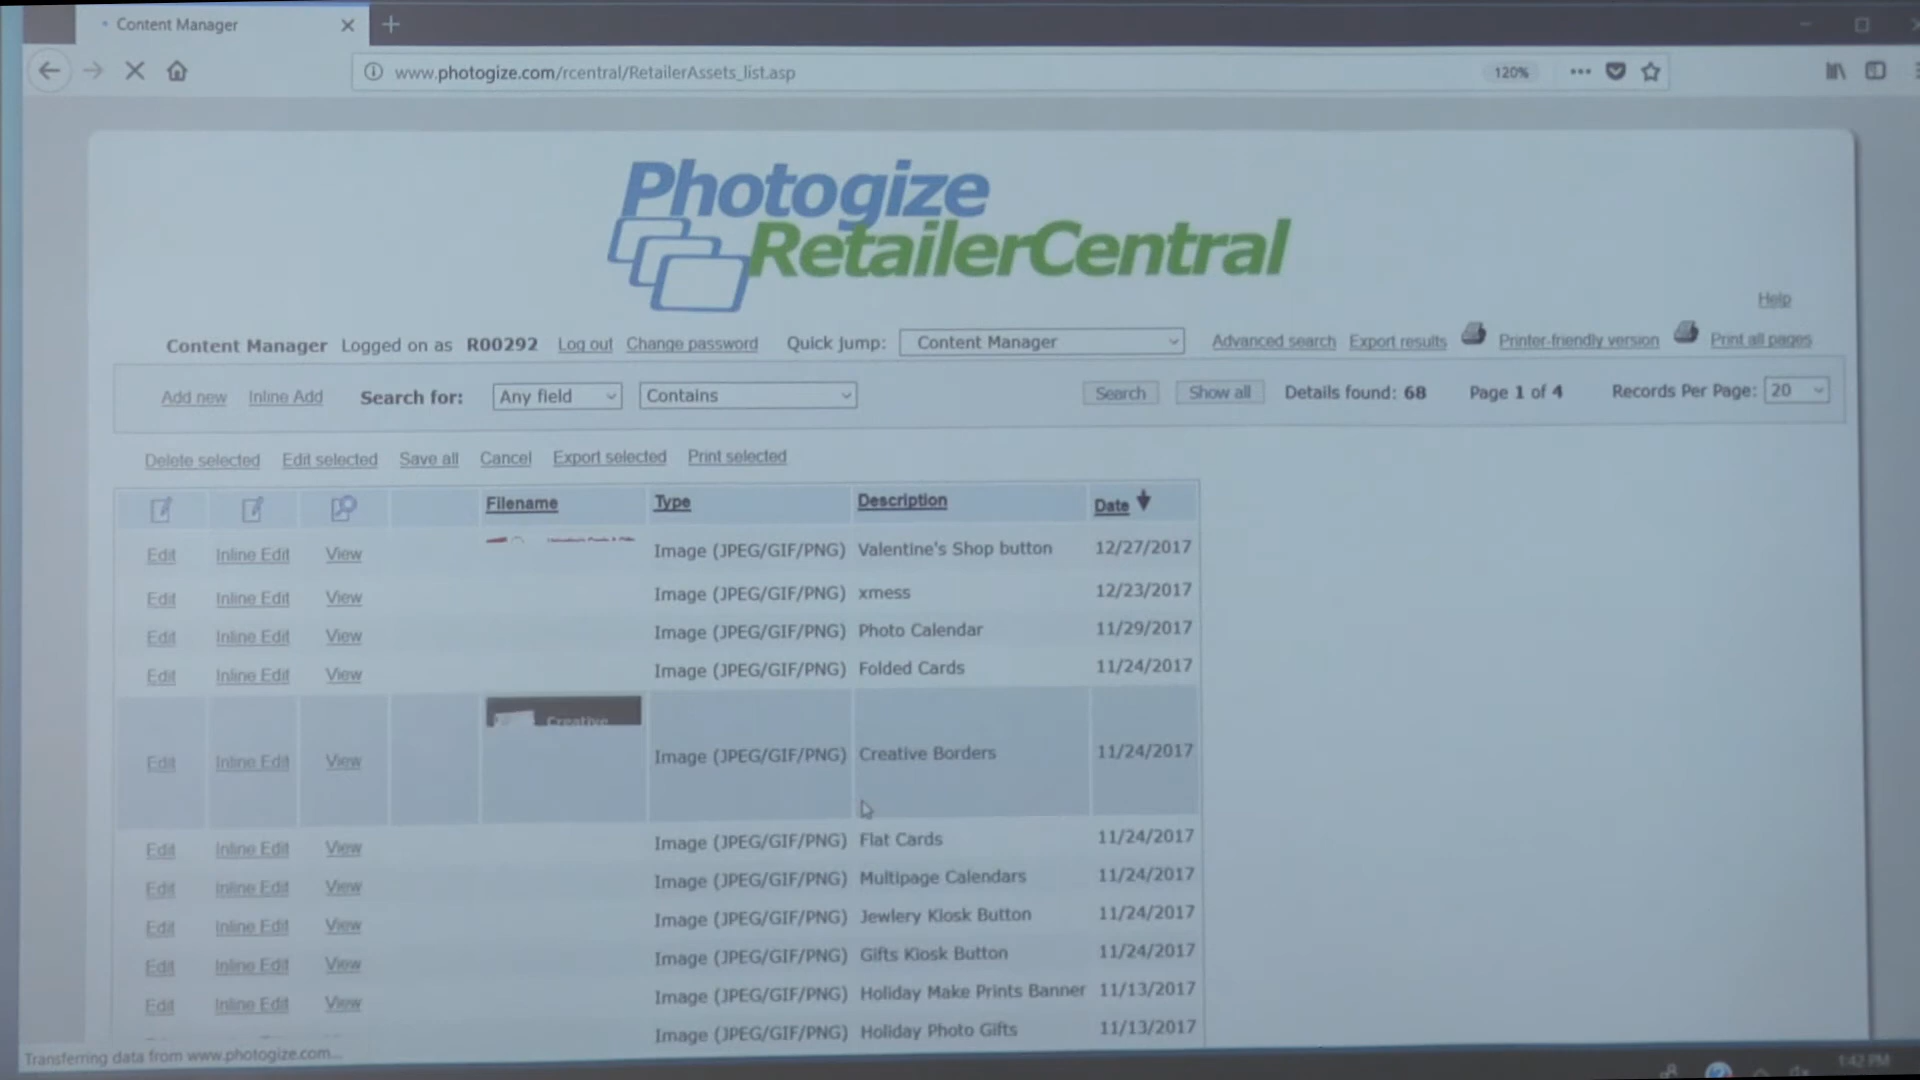 Content Manager
www.photogize.com/rcentral/RetailerAssets_list.asp
120%
Photogize
RetailerCentral
Help
Content Manager Logged on as R00292 Log out Change password Quick jump: Content Manager Advanced search Export results Printer-friendly version Print all pages
Add new Inline Add Search for: Any field Contains Search Show all Details found: 68 Page 1 of 4 Records Per Page: 20
Delete selected Edit selected Save all Cancel Export selected Print selected
Filename Type Description Date
Edit Inline Edit View Image (JPEG/GIF/PNG) Valentine's Shop button 12/27/2017
Edit Inline Edit View Image (JPEG/GIF/PNG) xmess 12/23/2017
Edit Inline Edit View Image (JPEG/GIF/PNG) Photo Calendar 11/29/2017
Edit Inline Edit View Image (JPEG/GIF/PNG) Folded Cards 11/24/2017
Creative
Edit Inline Edit View Image (JPEG/GIF/PNG) Creative Borders 11/24/2017
Edit Inline Edit View Image (JPEG/GIF/PNG) Flat Cards 11/24/2017
Edit Inline Edit View Image (JPEG/GIF/PNG) Multipage Calendars 11/24/2017
Edit Inline Edit View Image (JPEG/GIF/PNG) Jewlery Kiosk Button 11/24/2017
Edit Inline Edit View Image (JPEG/GIF/PNG) Gifts Kiosk Button 11/24/2017
Edit Inline Edit View Image (JPEG/GIF/PNG) Holiday Make Prints Banner 11/13/2017
Image (JPEG/GIF/PNG) Holiday Photo Gifts 11/13/2017
Transferring data from www.photogize.com...
1:42 PM